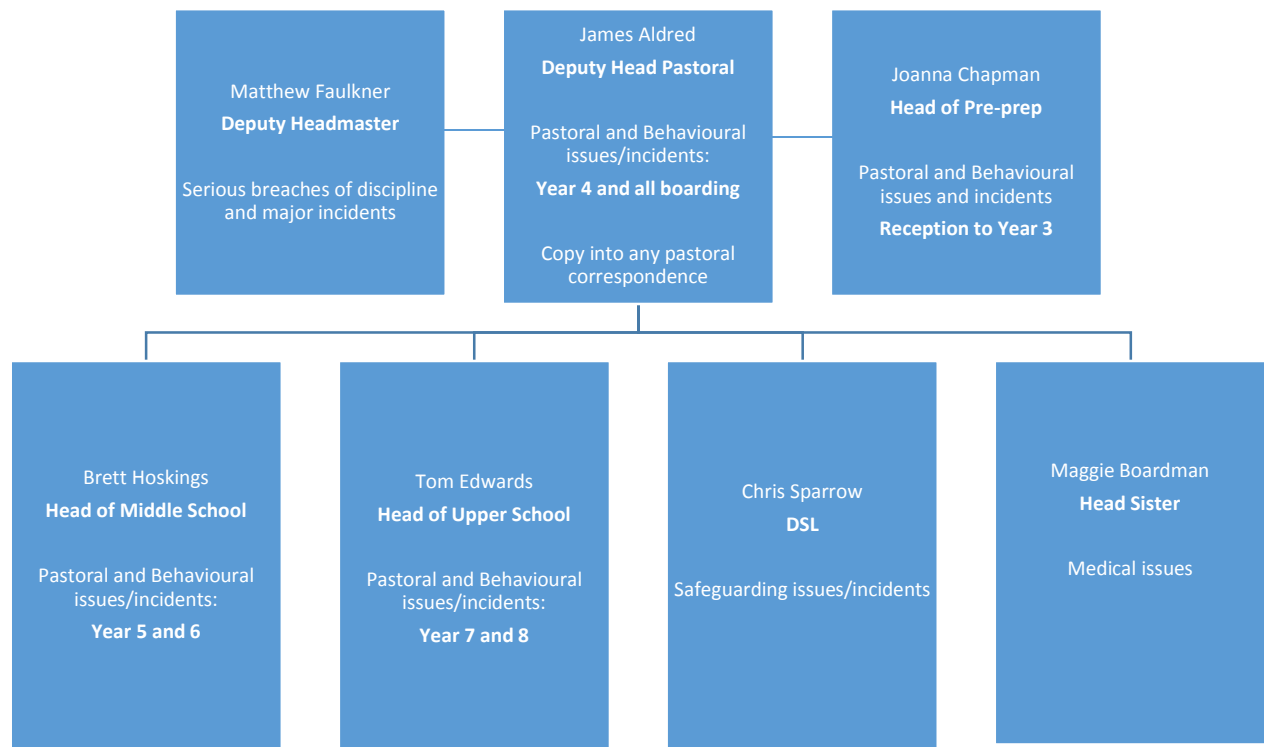 Matthew Faulkner
Deputy Headmaster
Serious breaches of discipline
and major incidents
James Aldred
Deputy Head Pastoral
Pastoral and Behavioural
issues/incidents:
Year 4 and all boarding
Copy into any pastoral
correspondence
Joanna Chapman
Head of Pre-prep
Pastoral and Behavioural
issues and incidents
Reception to Year 3
Brett Hoskings
Head of Middle School
Pastoral and Behavioural
issues/incidents:
Year 5 and 6
Tom Edwards
Head of Upper School
Pastoral and Behavioural
issues/incidents:
Year 7 and 8
Chris Sparrow
DSL
Safeguarding issues/incidents
Maggie Boardman
Head Sister
Medical issues